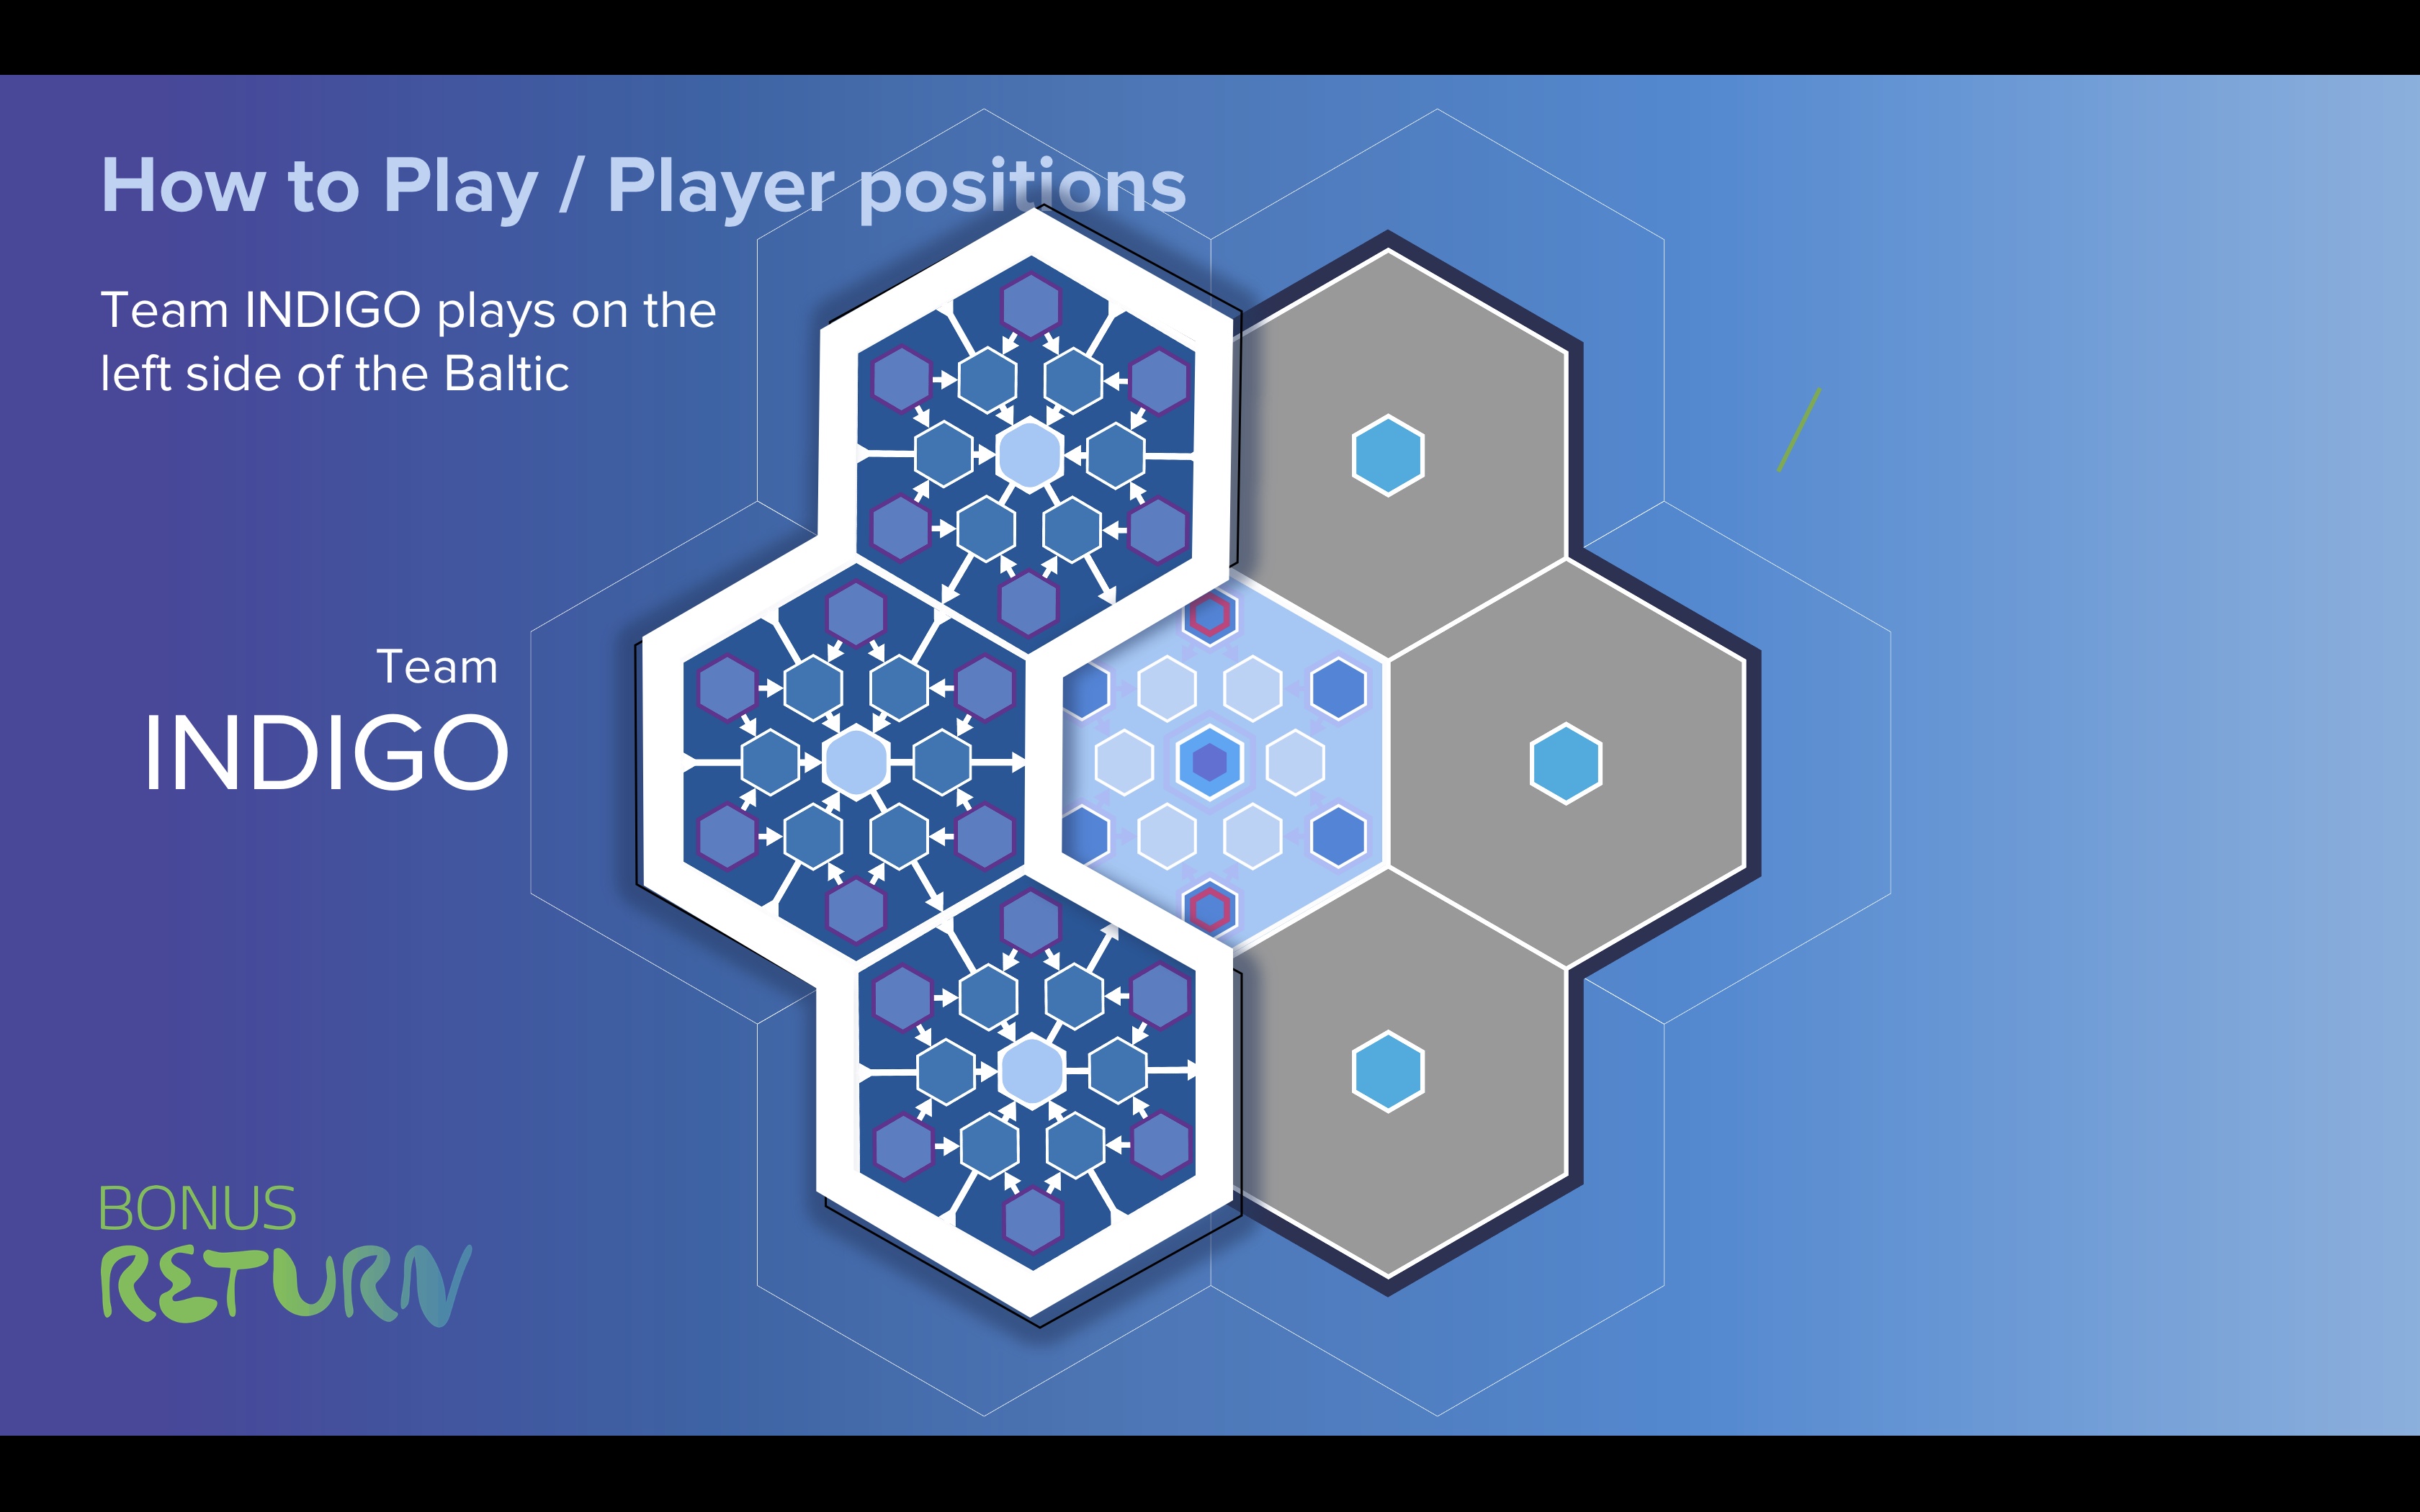 How to Play / Player positions
Team INDIGO plays on the
left side of the Baltic
Team
INDIGO
BONUS
RETURN